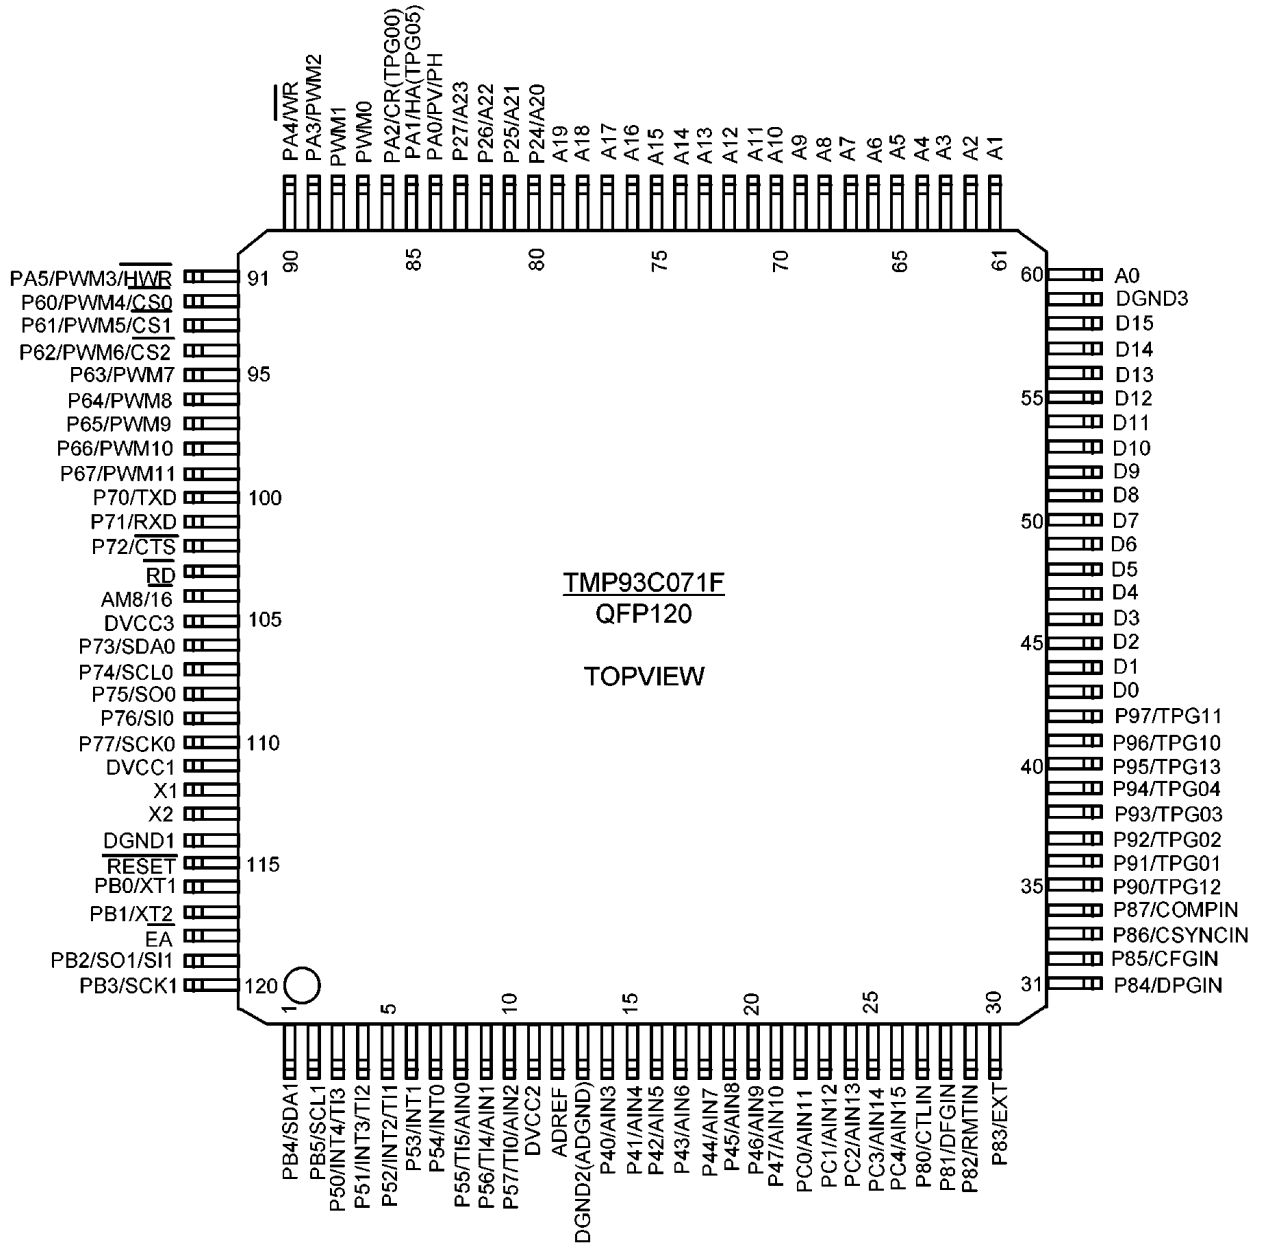 PA4/WR
PA3/PWM2
PWM1
PWM0
PA2/CR(TPG00)
PA1/HA(TPG05)
PA0/PV/PH
P27/A23
P26/A22
P25/A21
P24/A20
A19
A18
A17
A16
A15
A14
A13
A12
A11
A10
A9
A8
A7
A6
A5
A4
A3
A2
A1
90
85
80
75
70
65
61
PA5/PWM3/HWR
P60/PWM4/CS0
P61/PWM5/CS1
P62/PWM6/CS2
P63/PWM7
P64/PWM8
P65/PWM9
P66/PWM10
P67/PWM11
P70/TXD
P71/RXD
P72/CTS
RD
AM8/16
DVCC3
P73/SDA0
P74/SCL0
P75/SO0
P76/SI0
P77/SCK0
DVCC1
X1
X2
DGND1
RESET
PB0/XT1
PB1/XT2
EA
PB2/SO1/SI1
PB3/SCK1
91
95
100
105
110
115
120
TMP93C071F
QFP120
TOPVIEW
60
55
50
45
40
35
31
A0
DGND3
D15
D14
D13
D12
D11
D10
D9
D8
D7
D6
D5
D4
D3
D2
D1
D0
P97/TPG11
P96/TPG10
P95/TPG13
P94/TPG04
P93/TPG03
P92/TPG02
P91/TPG01
P90/TPG12
P87/COMPIN
P86/CSYNCIN
P85/CFGIN
P84/DPGIN
1
5
10
15
20
25
30
PB4/SDA1
PB5/SCL1
P50/INT4/TI3
P51/INT3/TI2
P52/INT2/TI1
P53/INT1
P54/INT0
P55/TI5/AIN0
P56/TI4/AIN1
P57/TI0/AIN2
DVCC2
ADREF
DGND2(ADGND)
P40/AIN3
P41/AIN4
P42/AIN5
P43/AIN6
P44/AIN7
P45/AIN8
P46/AIN9
P47/AIN10
PC0/AIN11
PC1/AIN12
PC2/AIN13
PC3/AIN14
PC4/AIN15
P80/CTLIN
P81/DFGIN
P82/RMTIN
P83/EXT